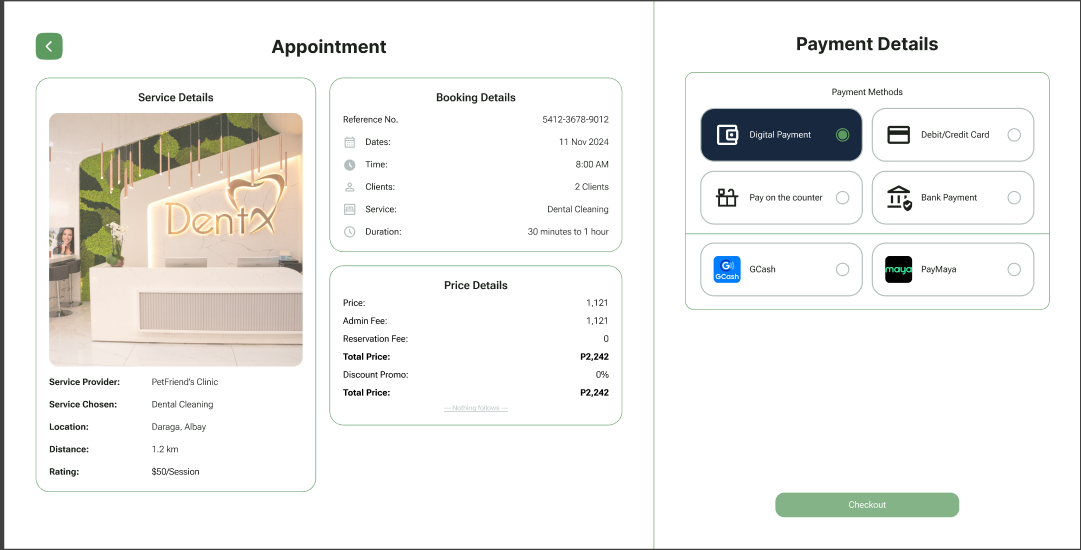 Appointment
Service Details
DentX
Service Provider: PetFriend's Clinic
Service Chosen: Dental Cleaning
Location: Daraga, Albay
Distance: 1.2 km
Rating: $50/Session
Booking Details
Reference No. 5412-3678-9012
Dates: 11 Nov 2024
Time: 8:00 AM
Clients: 2 Clients
Service: Dental Cleaning
Duration: 30 minutes to 1 hour
Price Details
Price: 1,121
Admin Fee: 1,121
Reservation Fee: 0
Total Price: P2,242
Discount Promo: 0%
Total Price: P2,242
--- Nothing follows ---
Payment Details
Payment Methods
Digital Payment
Debit/Credit Card
Pay on the counter
Bank Payment
GCash GCash
maya PayMaya
Checkout